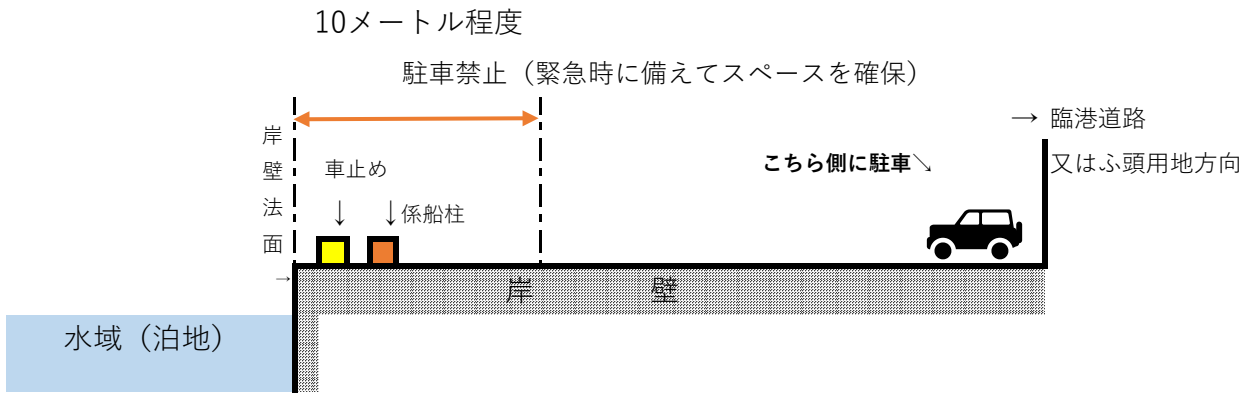 10メートル程度
駐車禁止（緊急時に備えてスペースを確保）
→ 臨港道路
又はふ頭用地方向
こちら側に駐車↘
岸壁法面
→
車止め
↓
↓係船柱
岸 壁
水域（泊地）